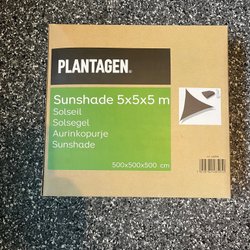 PLANTAGEN®
Sunshade 5x5x5 m
Solseil
Solsegel
Aurinkopurje
Sunshade
500x500x500 cm